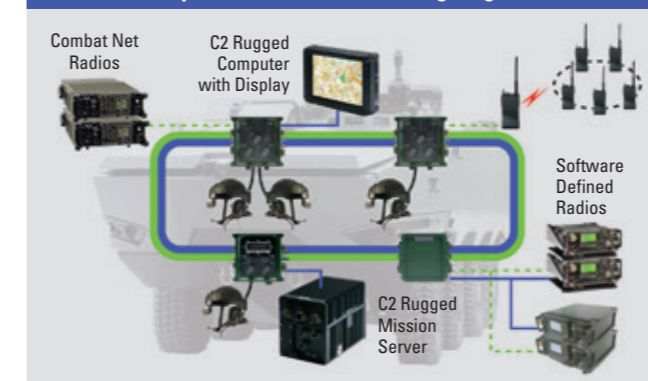 Combat Net
Radios
C2 Rugged
Computer
with Display
Software
Defined
Radios
C2 Rugged
Mission
Server